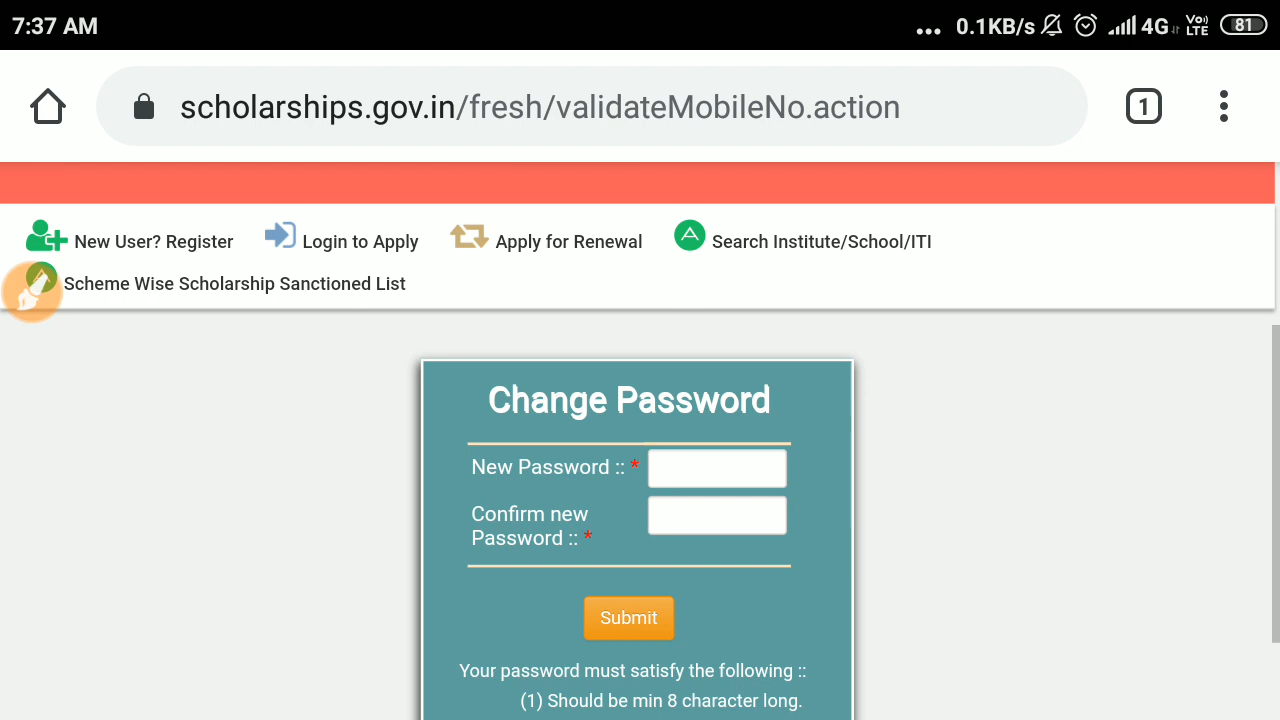 7:37 AM ... 0.1KB/s 4G Vo)) LTE 81
scholarships.gov.in/fresh/validateMobileNo.action 1
New User? Register Login to Apply Apply for Renewal Search Institute/School/ITI
Scheme Wise Scholarship Sanctioned List
Change Password
New Password :: *
Confirm new
Password :: *
Submit
Your password must satisfy the following ::
(1) Should be min 8 character long.